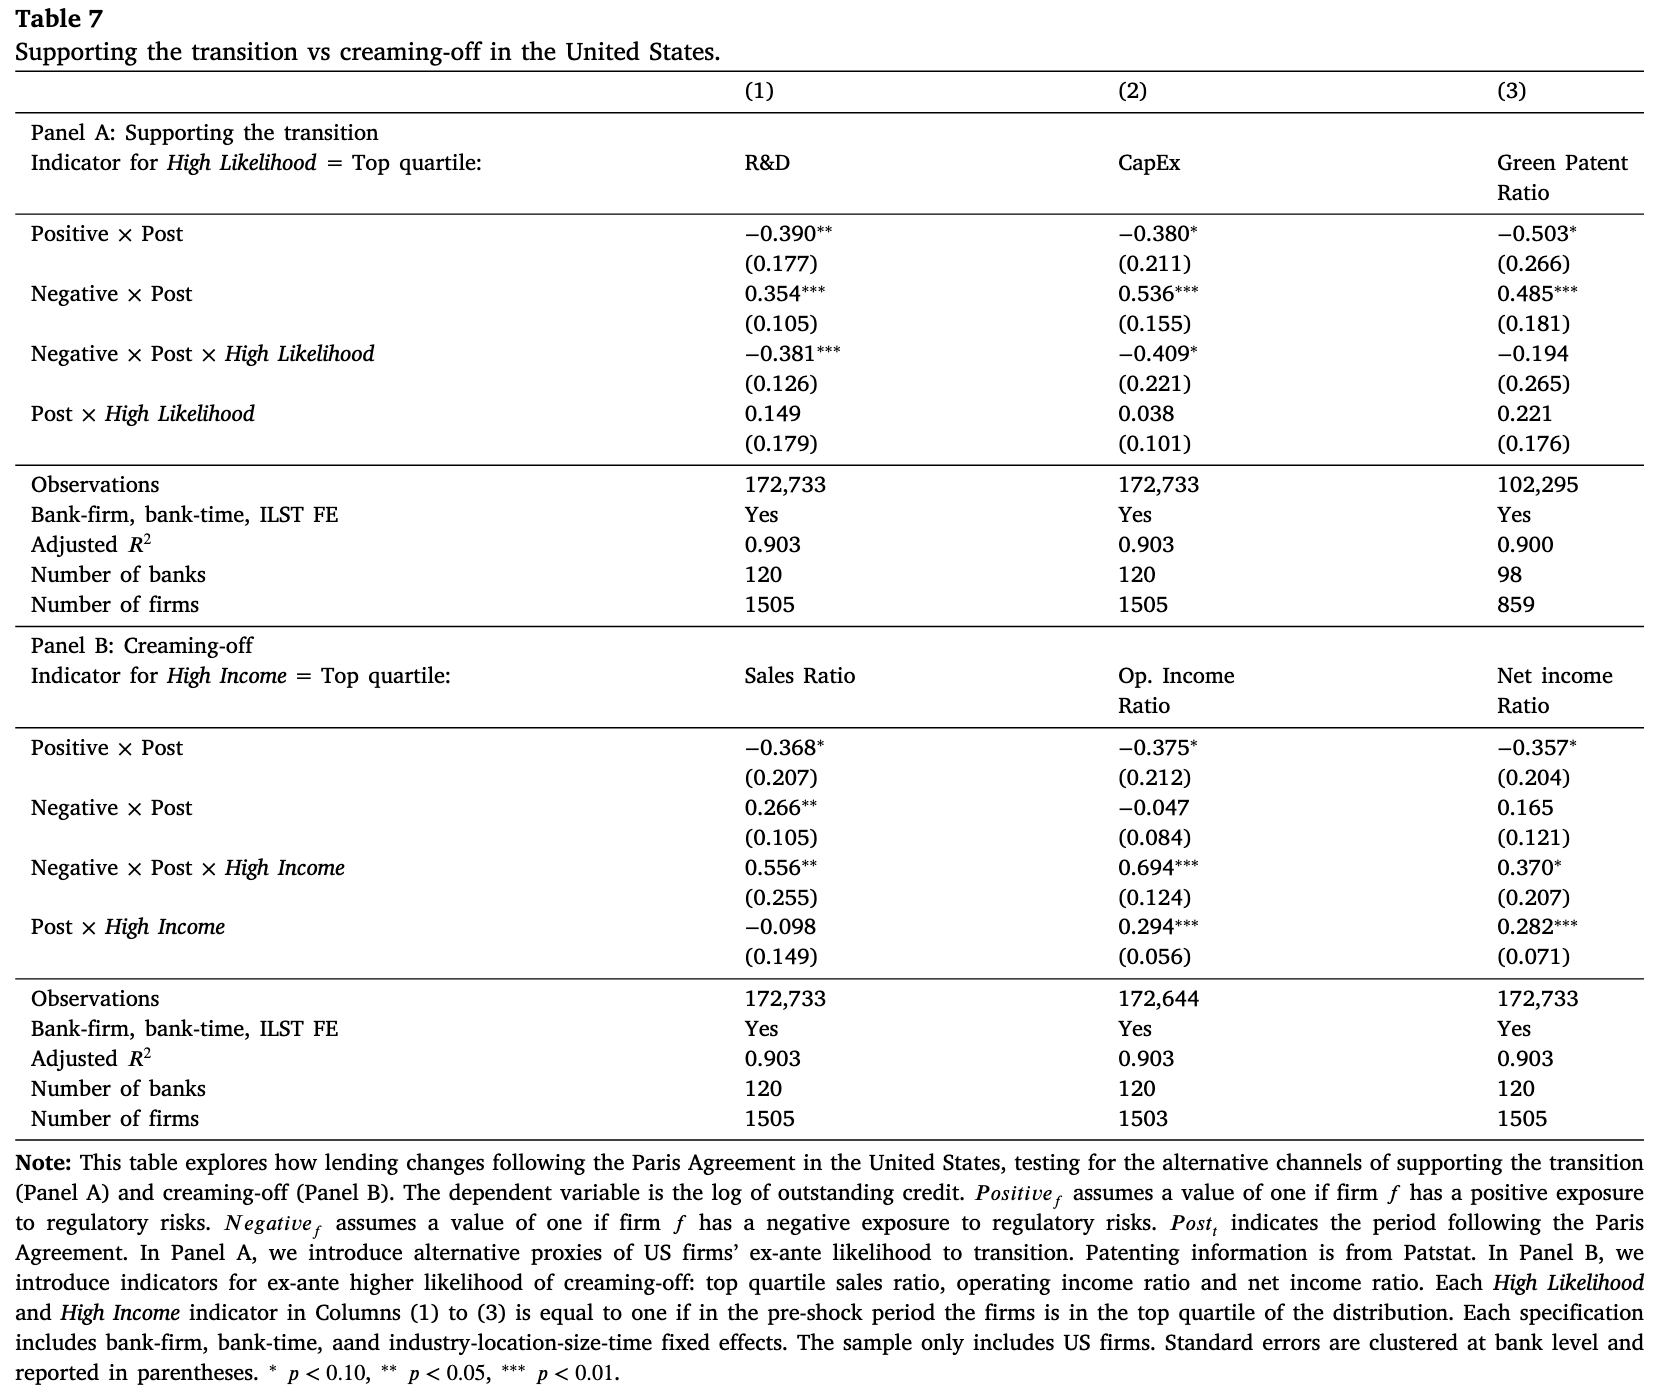 Table 7
Supporting the transition vs creaming-off in the United States.
(1) (2) (3)
Panel A: Supporting the transition
Indicator for High Likelihood = Top quartile: R&D CapEx Green Patent
Ratio
Positive × Post −0.390** −0.380* −0.503*
(0.177) (0.211) (0.266)
Negative × Post 0.354*** 0.536*** 0.485***
(0.105) (0.155) (0.181)
Negative × Post × High Likelihood −0.381*** −0.409* −0.194
(0.126) (0.221) (0.265)
Post × High Likelihood 0.149 0.038 0.221
(0.179) (0.101) (0.176)
Observations 172,733 172,733 102,295
Bank-firm, bank-time, ILST FE Yes Yes Yes
Adjusted R² 0.903 0.903 0.900
Number of banks 120 120 98
Number of firms 1505 1505 859
Panel B: Creaming-off
Indicator for High Income = Top quartile: Sales Ratio Op. Income Net income
Ratio Ratio
Positive × Post −0.368* −0.375* −0.357*
(0.207) (0.212) (0.204)
Negative × Post 0.266** −0.047 0.165
(0.105) (0.084) (0.121)
Negative × Post × High Income 0.556** 0.694*** 0.370*
(0.255) (0.124) (0.207)
Post × High Income −0.098 0.294*** 0.282***
(0.149) (0.056) (0.071)
Observations 172,733 172,644 172,733
Bank-firm, bank-time, ILST FE Yes Yes Yes
Adjusted R² 0.903 0.903 0.903
Number of banks 120 120 120
Number of firms 1505 1503 1505
Note: This table explores how lending changes following the Paris Agreement in the United States, testing for the alternative channels of supporting the transition
(Panel A) and creaming-off (Panel B). The dependent variable is the log of outstanding credit. Positive_f assumes a value of one if firm f has a positive exposure
to regulatory risks. Negative_f assumes a value of one if firm f has a negative exposure to regulatory risks. Post_t indicates the period following the Paris
Agreement. In Panel A, we introduce alternative proxies of US firms’ ex-ante likelihood to transition. Patenting information is from Patstat. In Panel B, we
introduce indicators for ex-ante higher likelihood of creaming-off: top quartile sales ratio, operating income ratio and net income ratio. Each High Likelihood
and High Income indicator in Columns (1) to (3) is equal to one if in the pre-shock period the firms is in the top quartile of the distribution. Each specification
includes bank-firm, bank-time, aand industry-location-size-time fixed effects. The sample only includes US firms. Standard errors are clustered at bank level and
reported in parentheses. * p < 0.10, ** p < 0.05, *** p < 0.01.